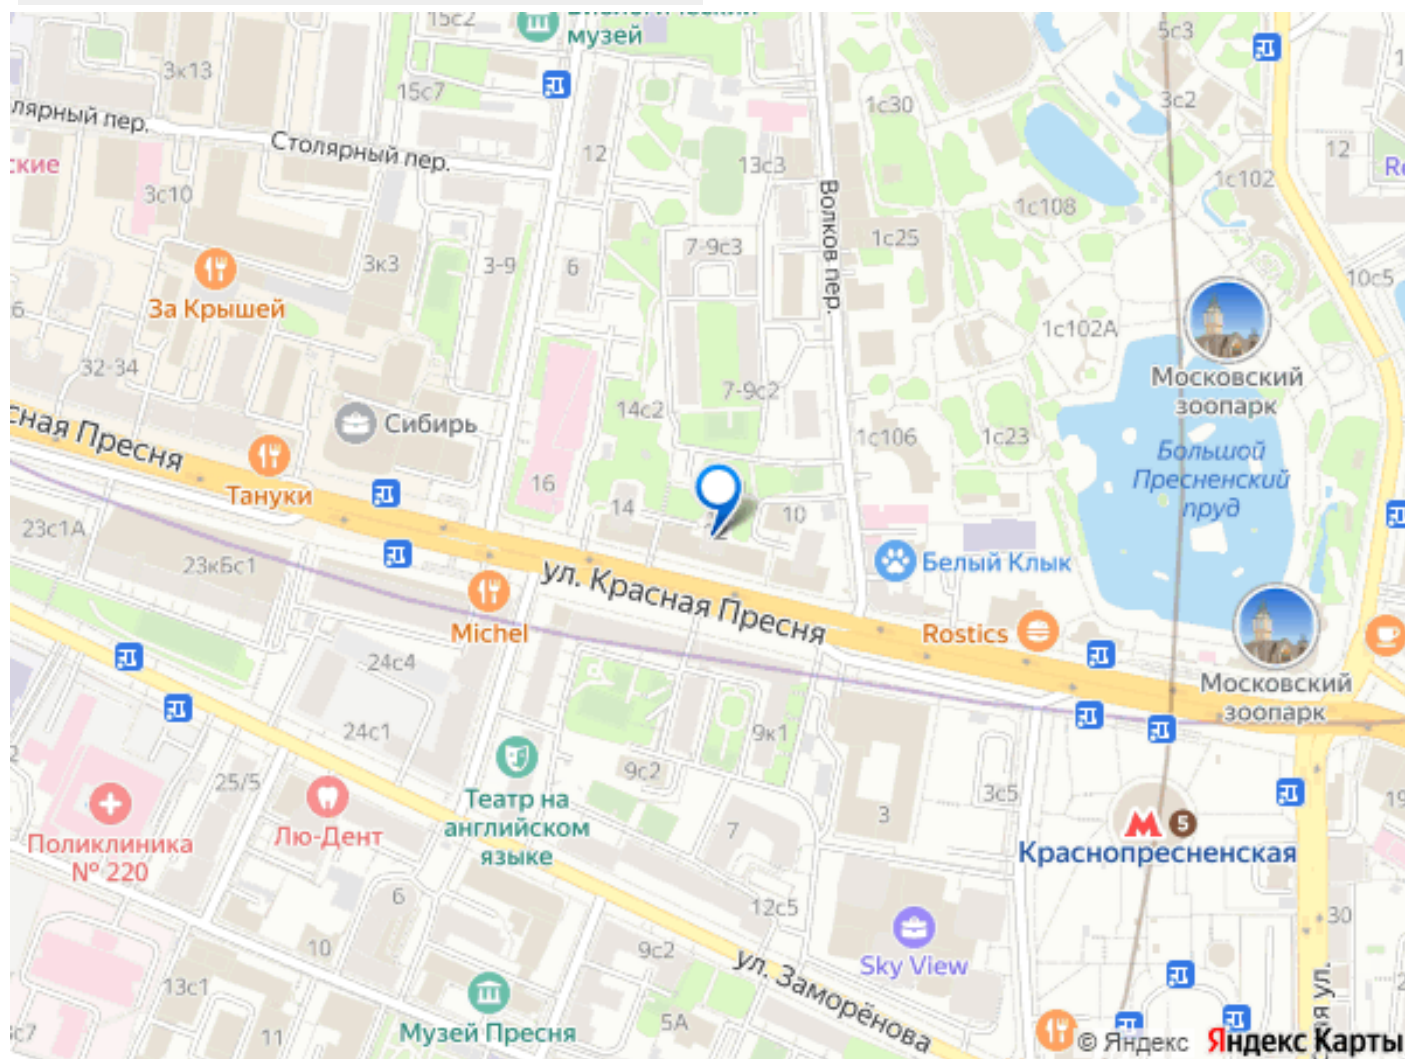 15с2
музей
5с3
3к13
15с7
1с30
3с2
лярный пер.
Столярный пер.
12
13с3
12
ские
3с10
Волков пер.
1с102
1с108
1с25
7-9с3
3к3
3-9
6
10с5
За Крышей
1с102А
32-34
Московский
зоопарк
7-9с2
14с2
Сибирь
1с106
1с23
сная Пресня
Большой
Пресненский
пруд
Тануки
16
14
10
23с1А
23кБс1
ул. Красная Пресня
Белый Клык
Michel
Rostics
24с4
Московский
зоопарк
24с1
9к1
9с2
25/5
Театр на
английском
языке
3с5
3
7
Лю-Дент
Поликлиника
№ 220
5
Краснопресненская
19
6
12с5
30
10
9с2
Sky View
ул. Заморёнова
13с1
Музей Пресня
5А
11
с7
ул.
© Яндекс Яндекс Карты